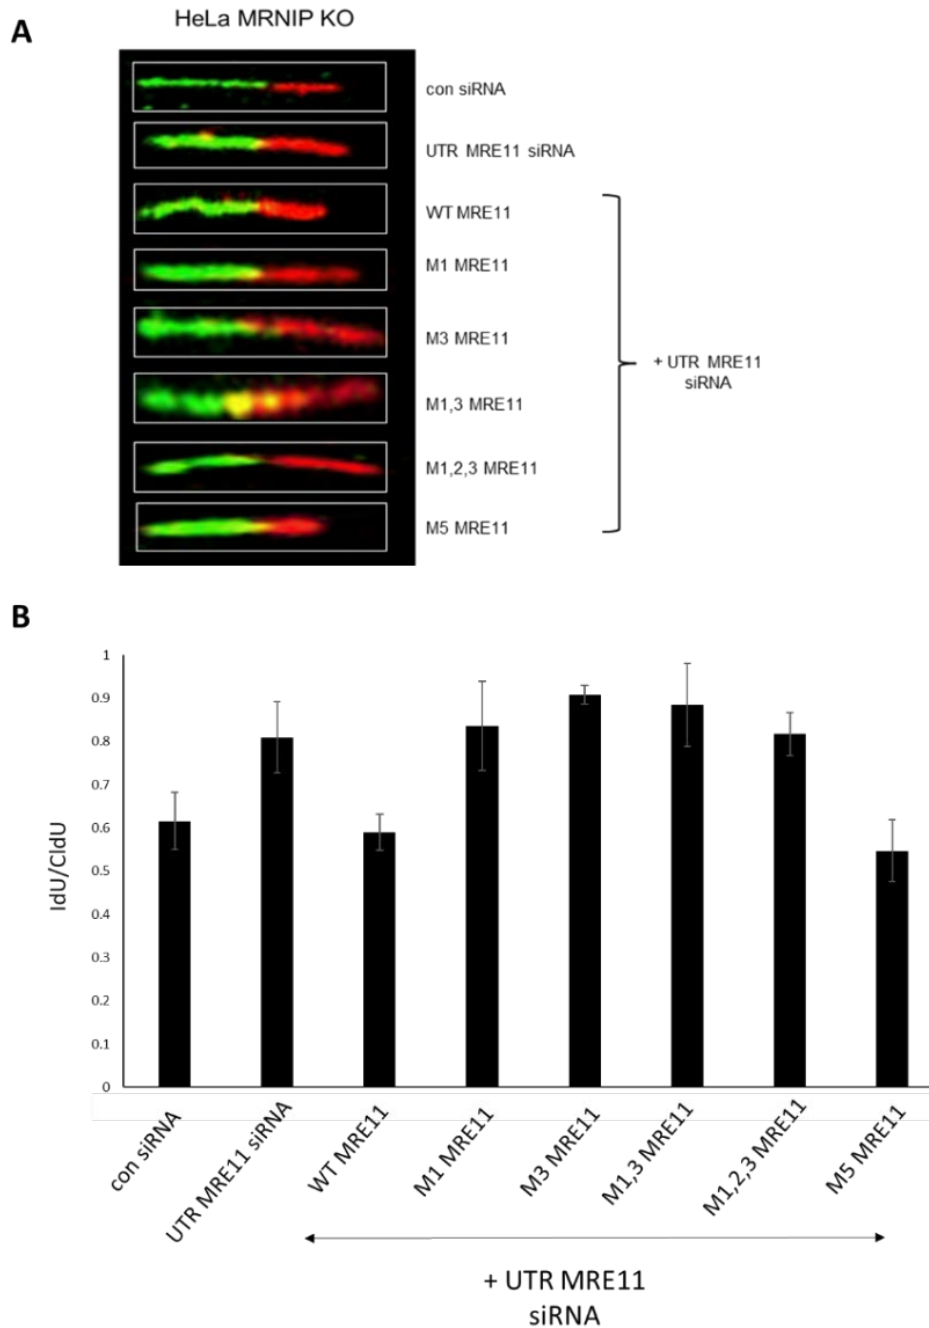 HeLa MRNIP KO
A
con siRNA
UTR MRE11 siRNA
WT MRE11
M1 MRE11
M3 MRE11
+ UTR MRE11
siRNA
M1,3 MRE11
M1,2,3 MRE11
M5 MRE11
B
1
0.9
0.8
0.7
0.6
0.5
0.4
0.3
0.2
0.1
0
IdU/CldU
con siRNA
UTR MRE11 siRNA
WT MRE11
M1 MRE11
M3 MRE11
M1,3 MRE11
M1,2,3 MRE11
M5 MRE11
+ UTR MRE11
siRNA